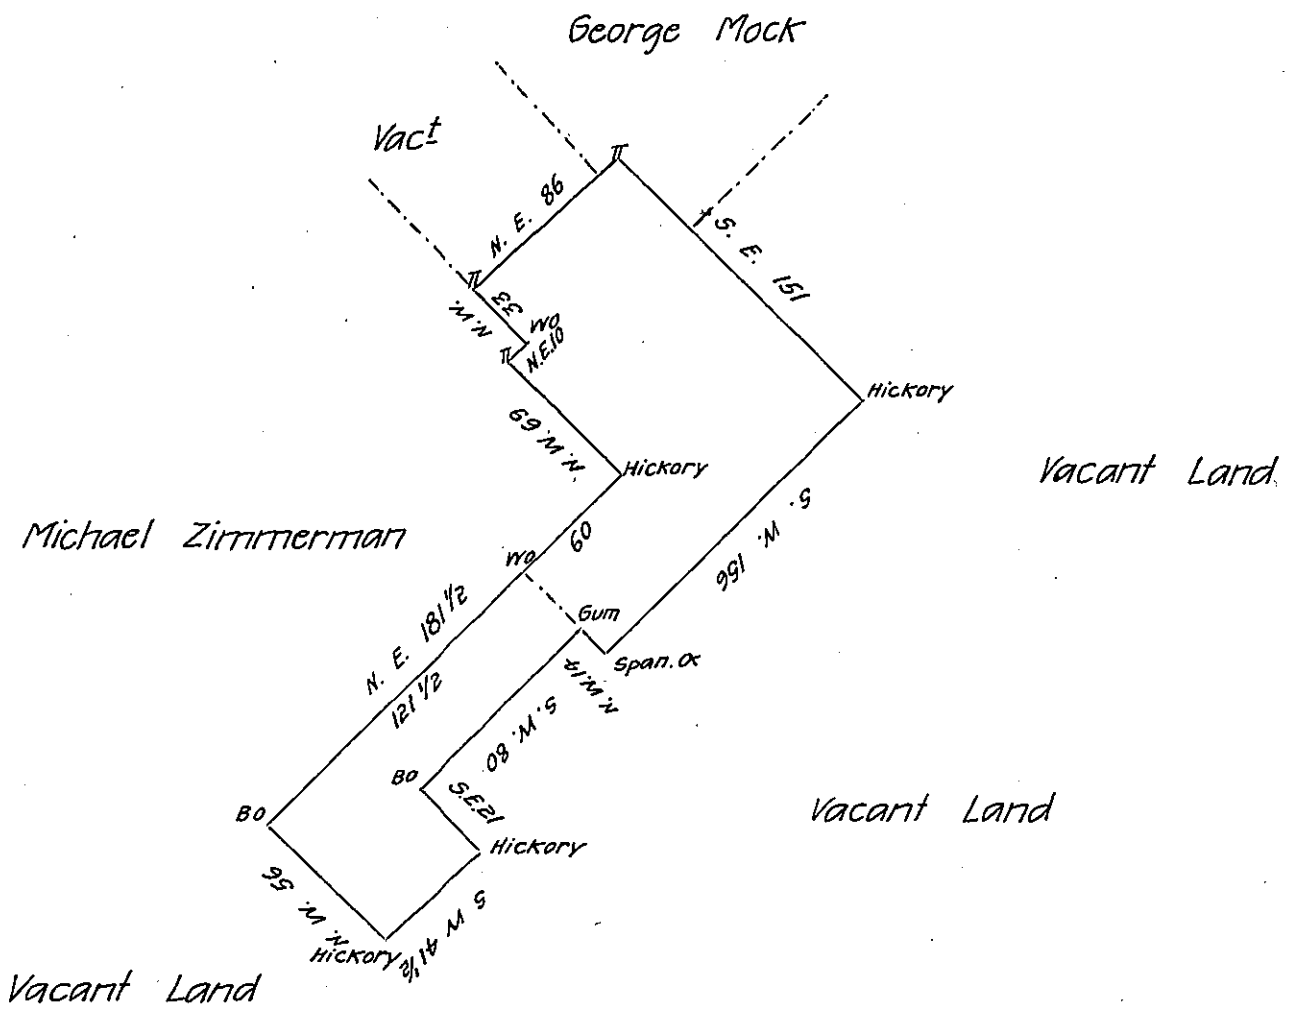 George Mock
Vact
π
N. E. 86
S. E. 151
π
33
N.W.
Wo
N.E.10
π
Hickory
N.W. 69
Hickory
Vacant Land
S. W. 156
Michael Zimmerman
60
Wo
Gum
N. E. 181 1/2
121 1/2
Span. O
N.W.14
S. W. 80
Bo
S.E.21
Bo
Vacant Land
Hickory
N. W. 56
S W 41 1/2
Hickory
Vacant Land